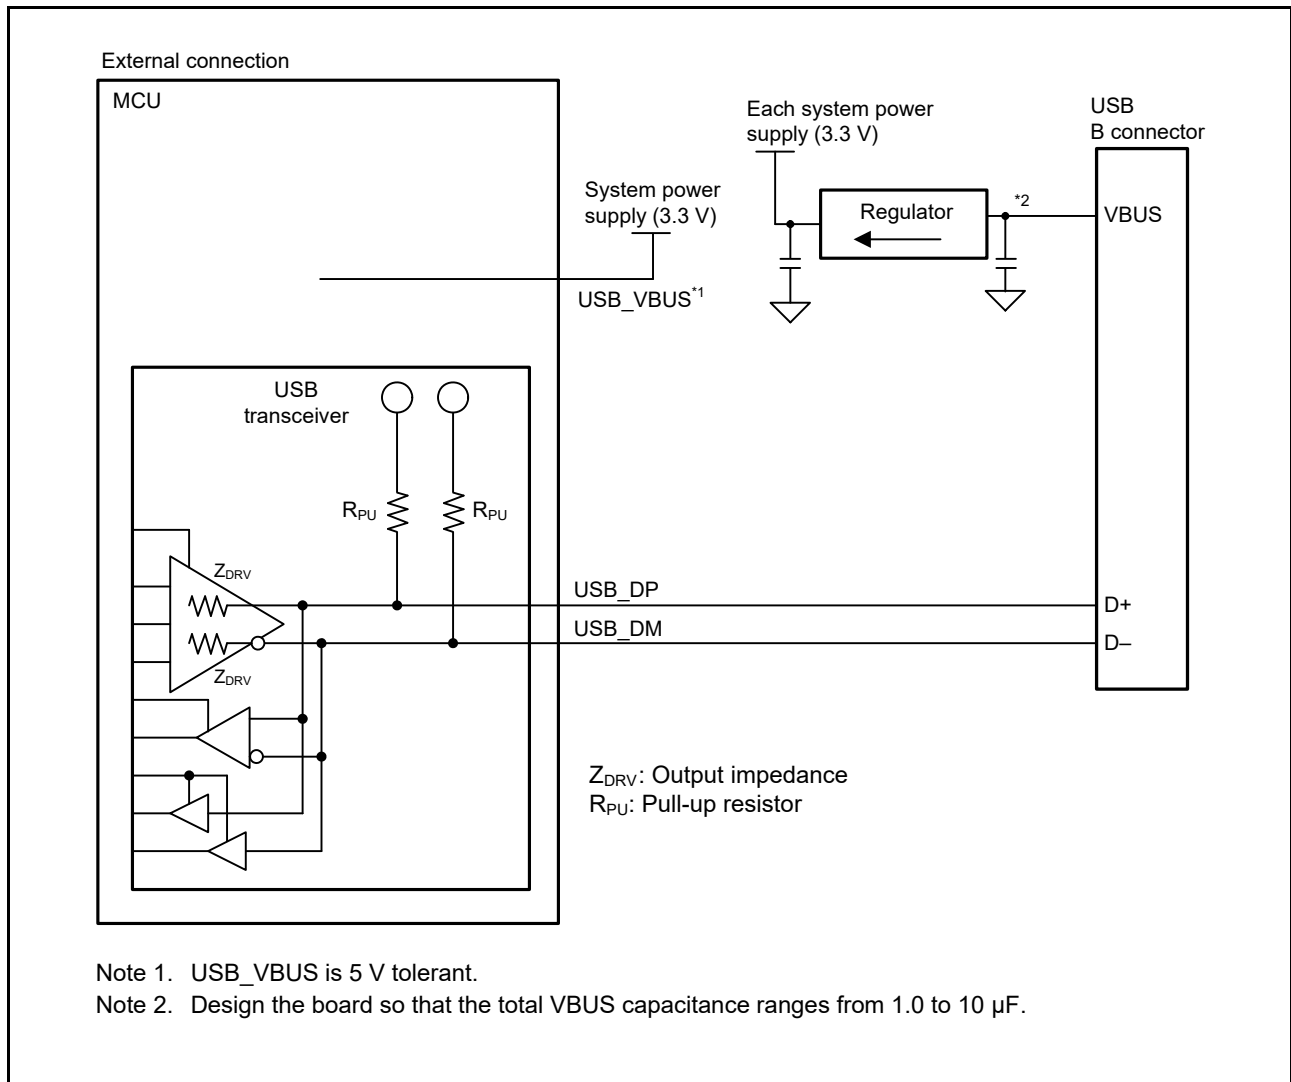 External connection
MCU
Each system power
supply (3.3 V)
USB
B connector
System power
supply (3.3 V)
Regulator
*2
VBUS
USB_VBUS*1
USB
transceiver
RPU
RPU
ZDRV
USB_DP
D+
USB_DM
D–
ZDRV
ZDRV: Output impedance
RPU: Pull-up resistor
Note 1. USB_VBUS is 5 V tolerant.
Note 2. Design the board so that the total VBUS capacitance ranges from 1.0 to 10 µF.